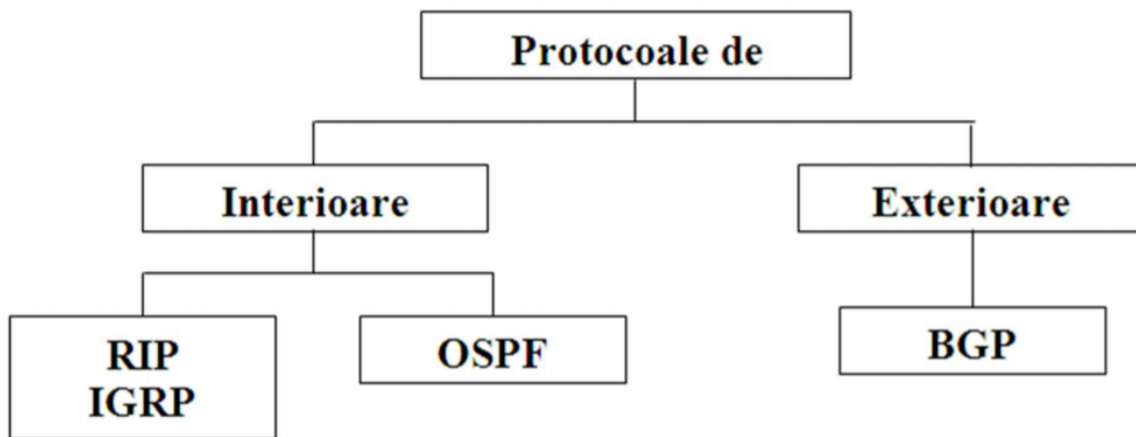 Protocoale de
Interioare
Exterioare
RIP
IGRP
OSPF
BGP